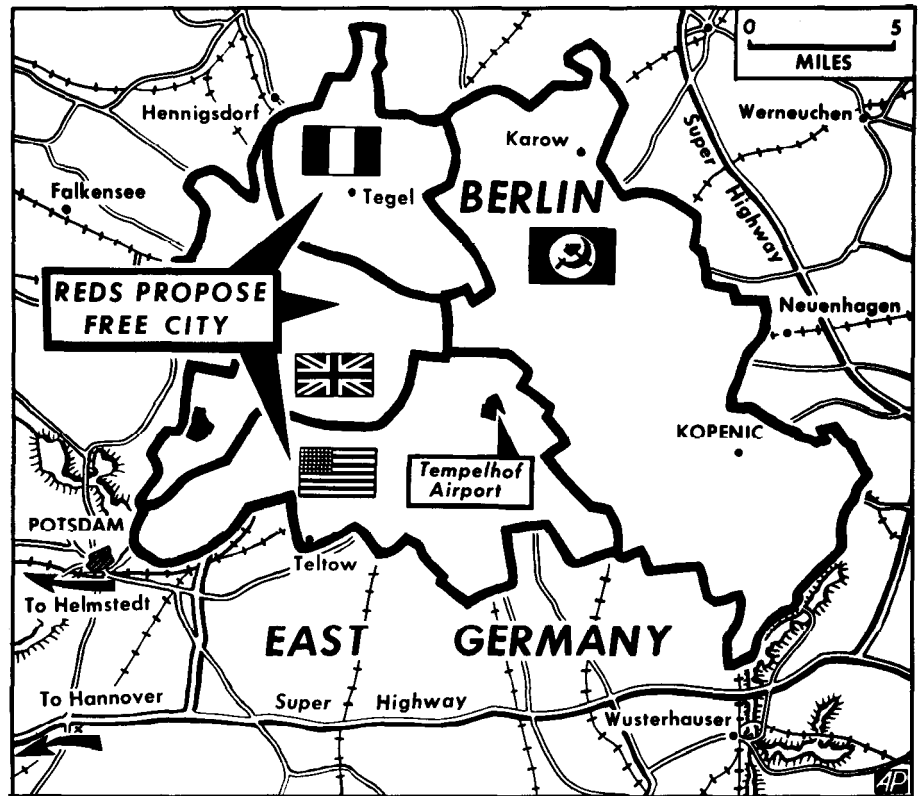 0 5
MILES
Hennigsdorf
Werneuchen
Karow
Super Highway
Falkensee
Tegel
BERLIN
REDS PROPOSE
FREE CITY
Neuenhagen
KOPENIC
Tempelhof
Airport
POTSDAM
Teltow
To Helmstedt
EAST GERMANY
To Hannover
Super Highway
Wusterhauser
AP